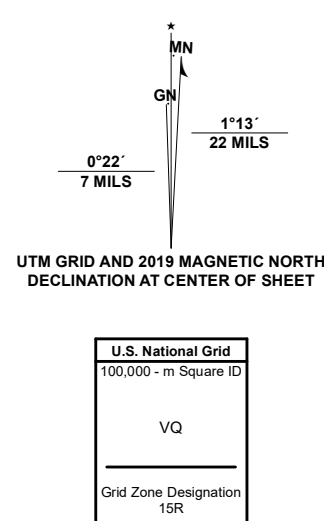 ★
MN
GN
1°13´
22 MILS
0°22´
7 MILS
UTM GRID AND 2019 MAGNETIC NORTH
DECLINATION AT CENTER OF SHEET
U.S. National Grid
100,000 - m Square ID
VQ
Grid Zone Designation
15R